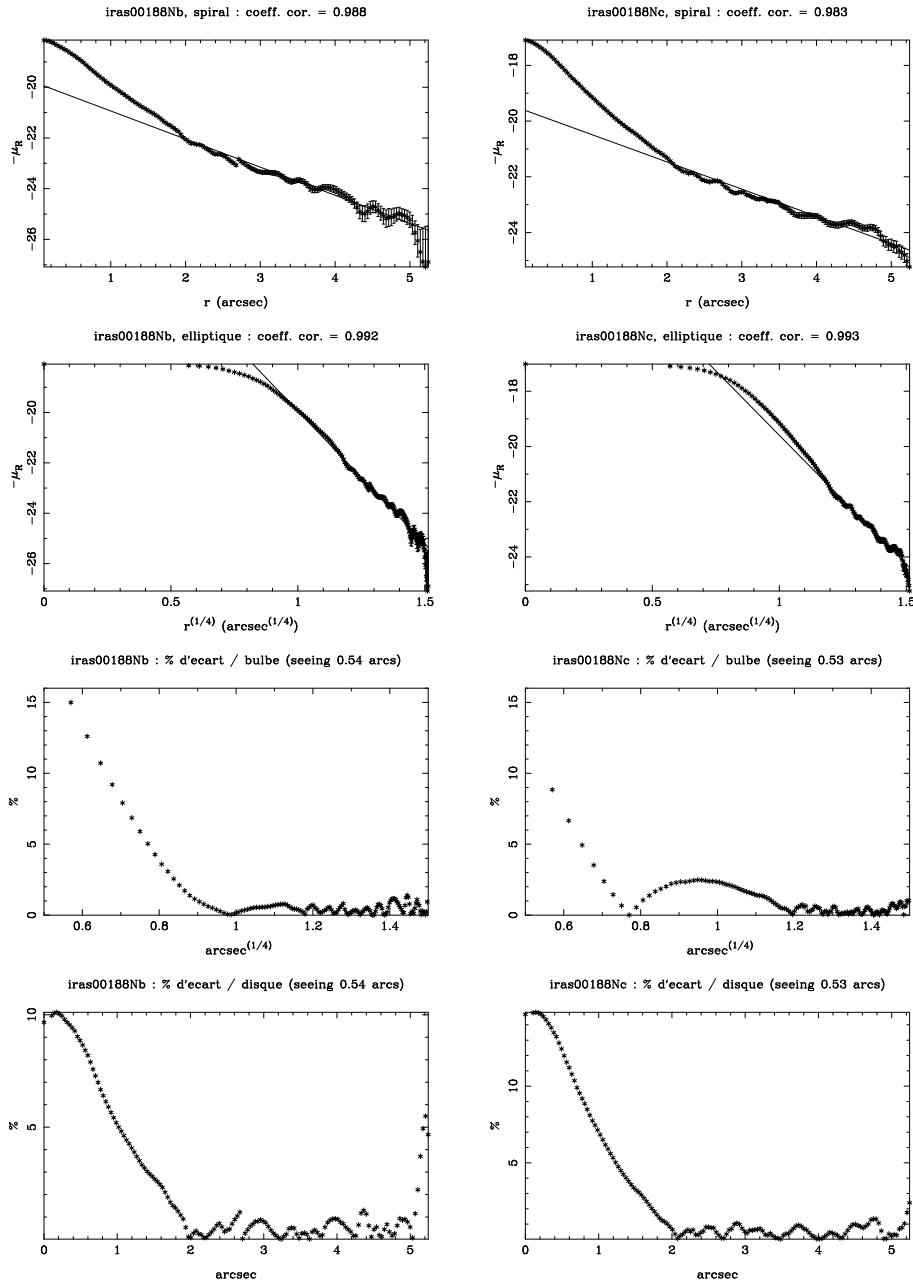 iras00188Nb, spiral : coeff. cor. = 0.988
−20
−22
−24
−26
−μR
1 2 3 4 5
r (arcsec)
iras00188Nc, spiral : coeff. cor. = 0.983
−18
−20
−22
−24
−μR
1 2 3 4 5
r (arcsec)
iras00188Nb, elliptique : coeff. cor. = 0.992
−20
−22
−24
−26
−μR
0 0.5 1 1.5
r(1/4) (arcsec(1/4))
iras00188Nc, elliptique : coeff. cor. = 0.993
−18
−20
−22
−24
−μR
0 0.5 1 1.5
r(1/4) (arcsec(1/4))
iras00188Nb : % d'ecart / bulbe (seeing 0.54 arcs)
15
10
5
0
%
0.6 0.8 1 1.2 1.4
arcsec(1/4)
iras00188Nc : % d'ecart / bulbe (seeing 0.53 arcs)
15
10
5
0
%
0.6 0.8 1 1.2 1.4
arcsec(1/4)
iras00188Nb : % d'ecart / disque (seeing 0.54 arcs)
10
5
%
0 1 2 3 4 5
arcsec
iras00188Nc : % d'ecart / disque (seeing 0.53 arcs)
10
5
%
0 1 2 3 4 5
arcsec